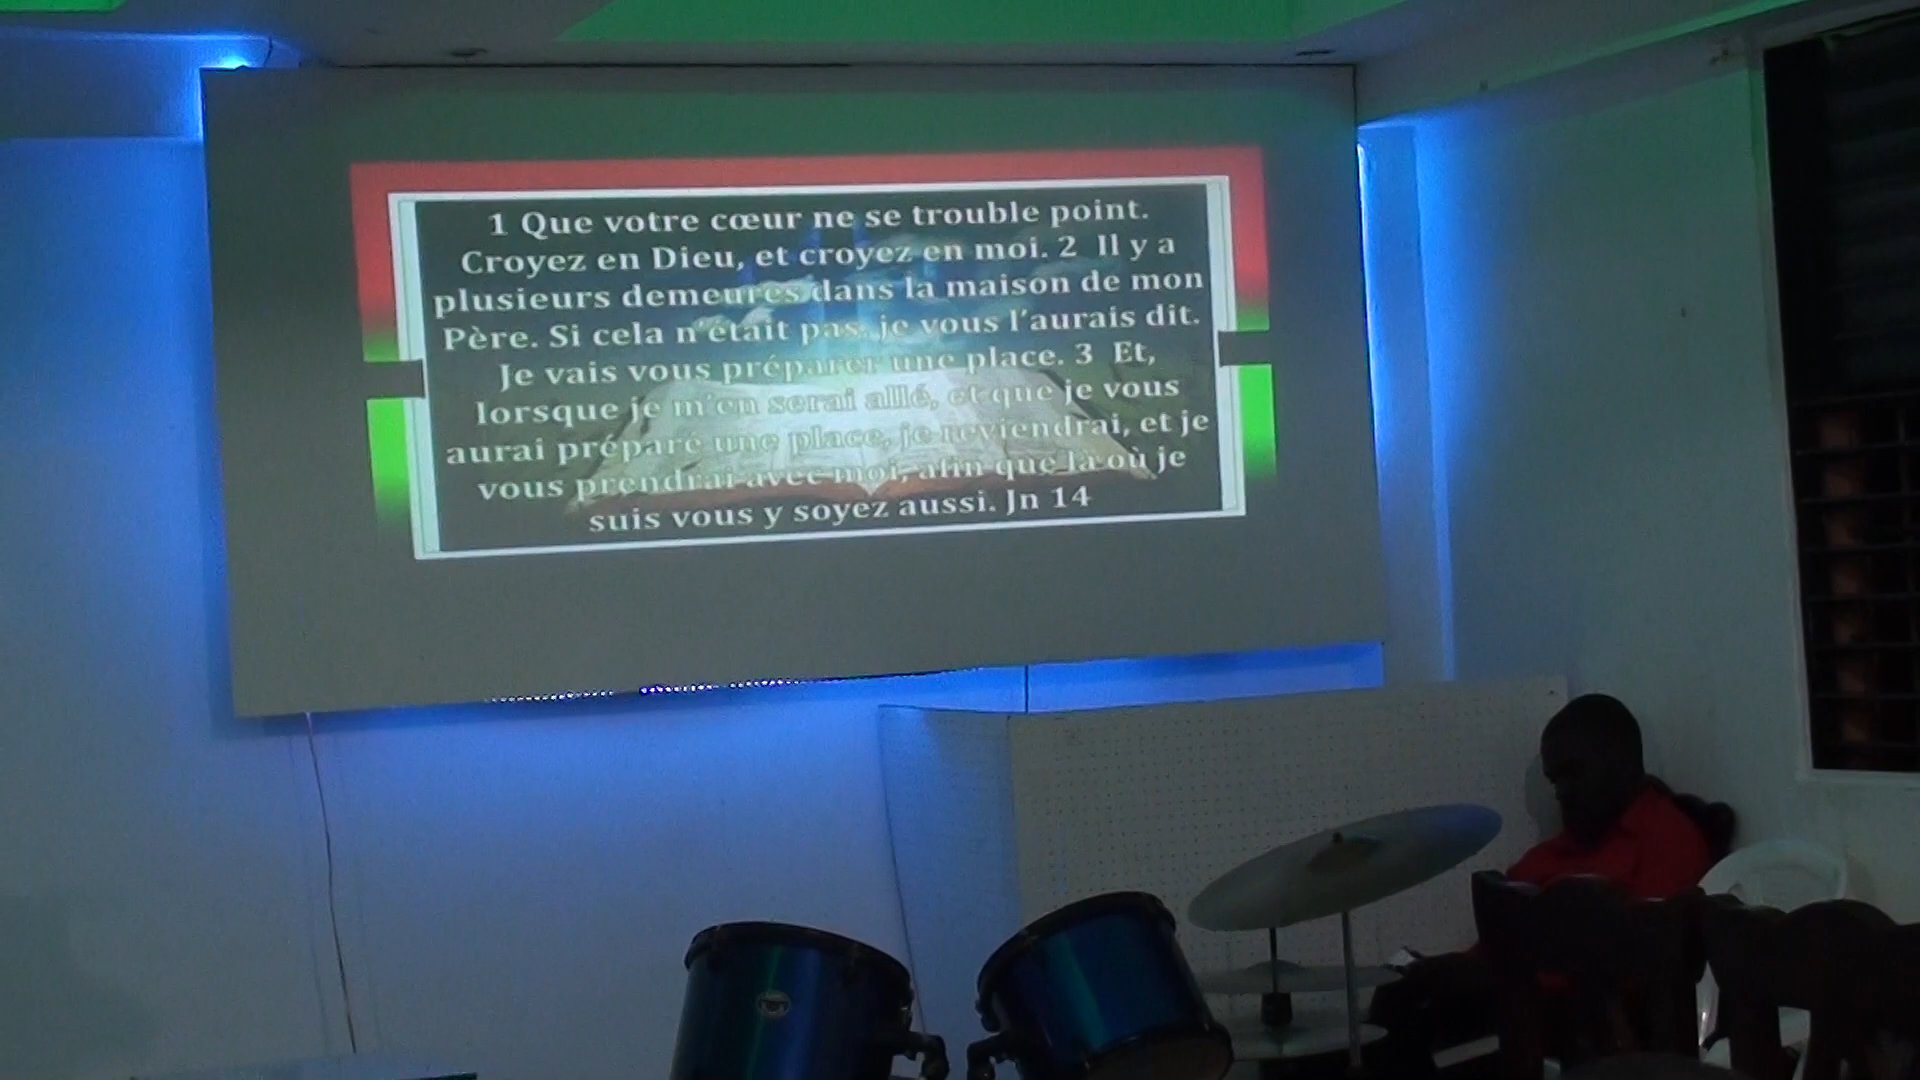 1 Que votre cœur ne se trouble point.
Croyez en Dieu, et croyez en moi. 2 Il y a
plusieurs demeures dans la maison de mon
Père. Si cela n'était pas, je vous l'aurais dit.
Je vais vous préparer une place. 3 Et,
lorsque je m'en serai allé, et que je vous
aurai préparé une place, je reviendrai, et je
vous prendrai avec moi, afin que là où je
suis vous y soyez aussi. Jn 14